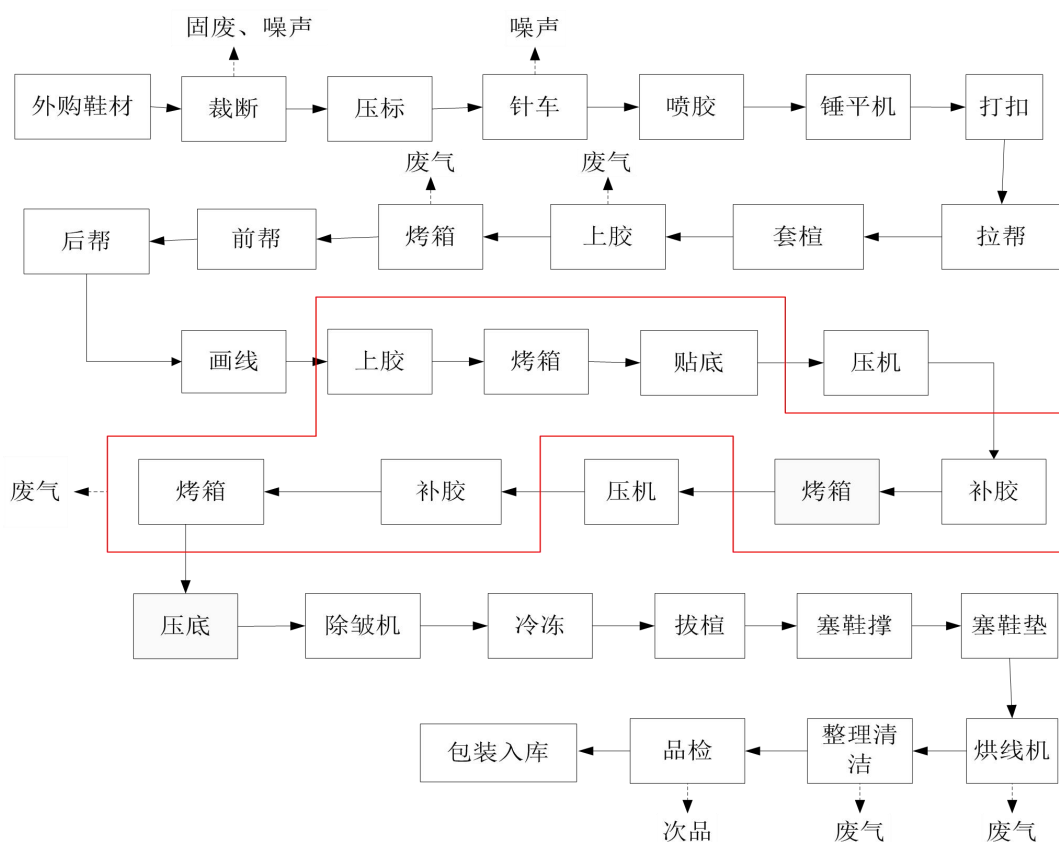 固废、噪声
噪声
外购鞋材
裁断
压标
针车
喷胶
锤平机
打扣
废气
废气
后帮
前帮
烤箱
上胶
套楦
拉帮
画线
上胶
烤箱
贴底
压机
废气
烤箱
补胶
压机
烤箱
补胶
压底
除皱机
冷冻
拔楦
塞鞋撑
塞鞋垫
包装入库
品检
整理清
洁
烘线机
次品
废气
废气